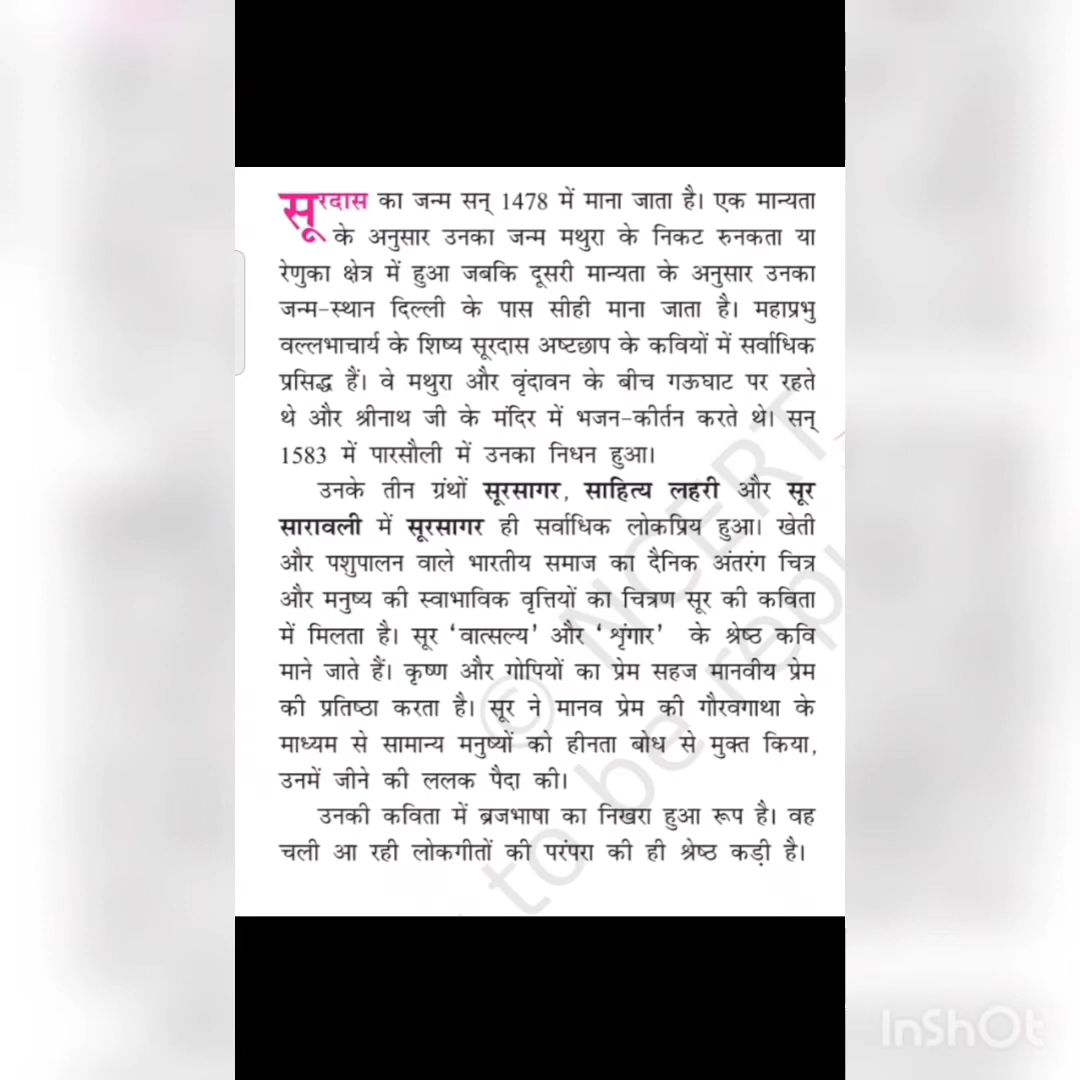 सूरदास का जन्म सन् 1478 में माना जाता है। एक मान्यता
के अनुसार उनका जन्म मथुरा के निकट रुनकता या
रेणुका क्षेत्र में हुआ जबकि दूसरी मान्यता के अनुसार उनका
जन्म-स्थान दिल्ली के पास सीही माना जाता है। महाप्रभु
वल्लभाचार्य के शिष्य सूरदास अष्टछाप के कवियों में सर्वाधिक
प्रसिद्ध हैं। वे मथुरा और वृंदावन के बीच गऊघाट पर रहते
थे और श्रीनाथ जी के मंदिर में भजन-कीर्तन करते थे। सन्
1583 में पारसौली में उनका निधन हुआ।
उनके तीन ग्रंथों सूरसागर, साहित्य लहरी और सूर
सारावली में सूरसागर ही सर्वाधिक लोकप्रिय हुआ। खेती
और पशुपालन वाले भारतीय समाज का दैनिक अंतरंग चित्र
और मनुष्य की स्वाभाविक वृत्तियों का चित्रण सूर की कविता
में मिलता है। सूर ‘वात्सल्य’ और ‘शृंगार’ के श्रेष्ठ कवि
माने जाते हैं। कृष्ण और गोपियों का प्रेम सहज मानवीय प्रेम
की प्रतिष्ठा करता है। सूर ने मानव प्रेम की गौरवगाथा के
माध्यम से सामान्य मनुष्यों को हीनता बोध से मुक्त किया,
उनमें जीने की ललक पैदा की।
उनकी कविता में ब्रजभाषा का निखरा हुआ रूप है। वह
चली आ रही लोकगीतों की परंपरा की ही श्रेष्ठ कड़ी है।
© NCERT
to be repu
InShOt